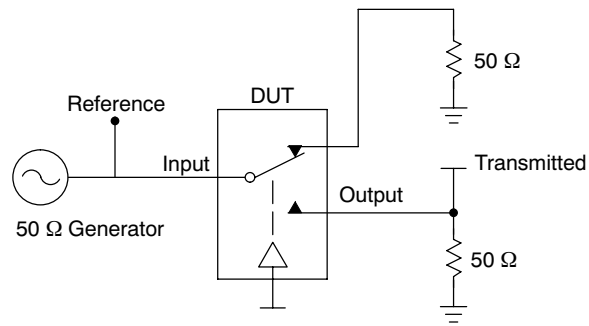 50 Ω
DUT
Reference
Input
Transmitted
Output
50 Ω Generator
50 Ω